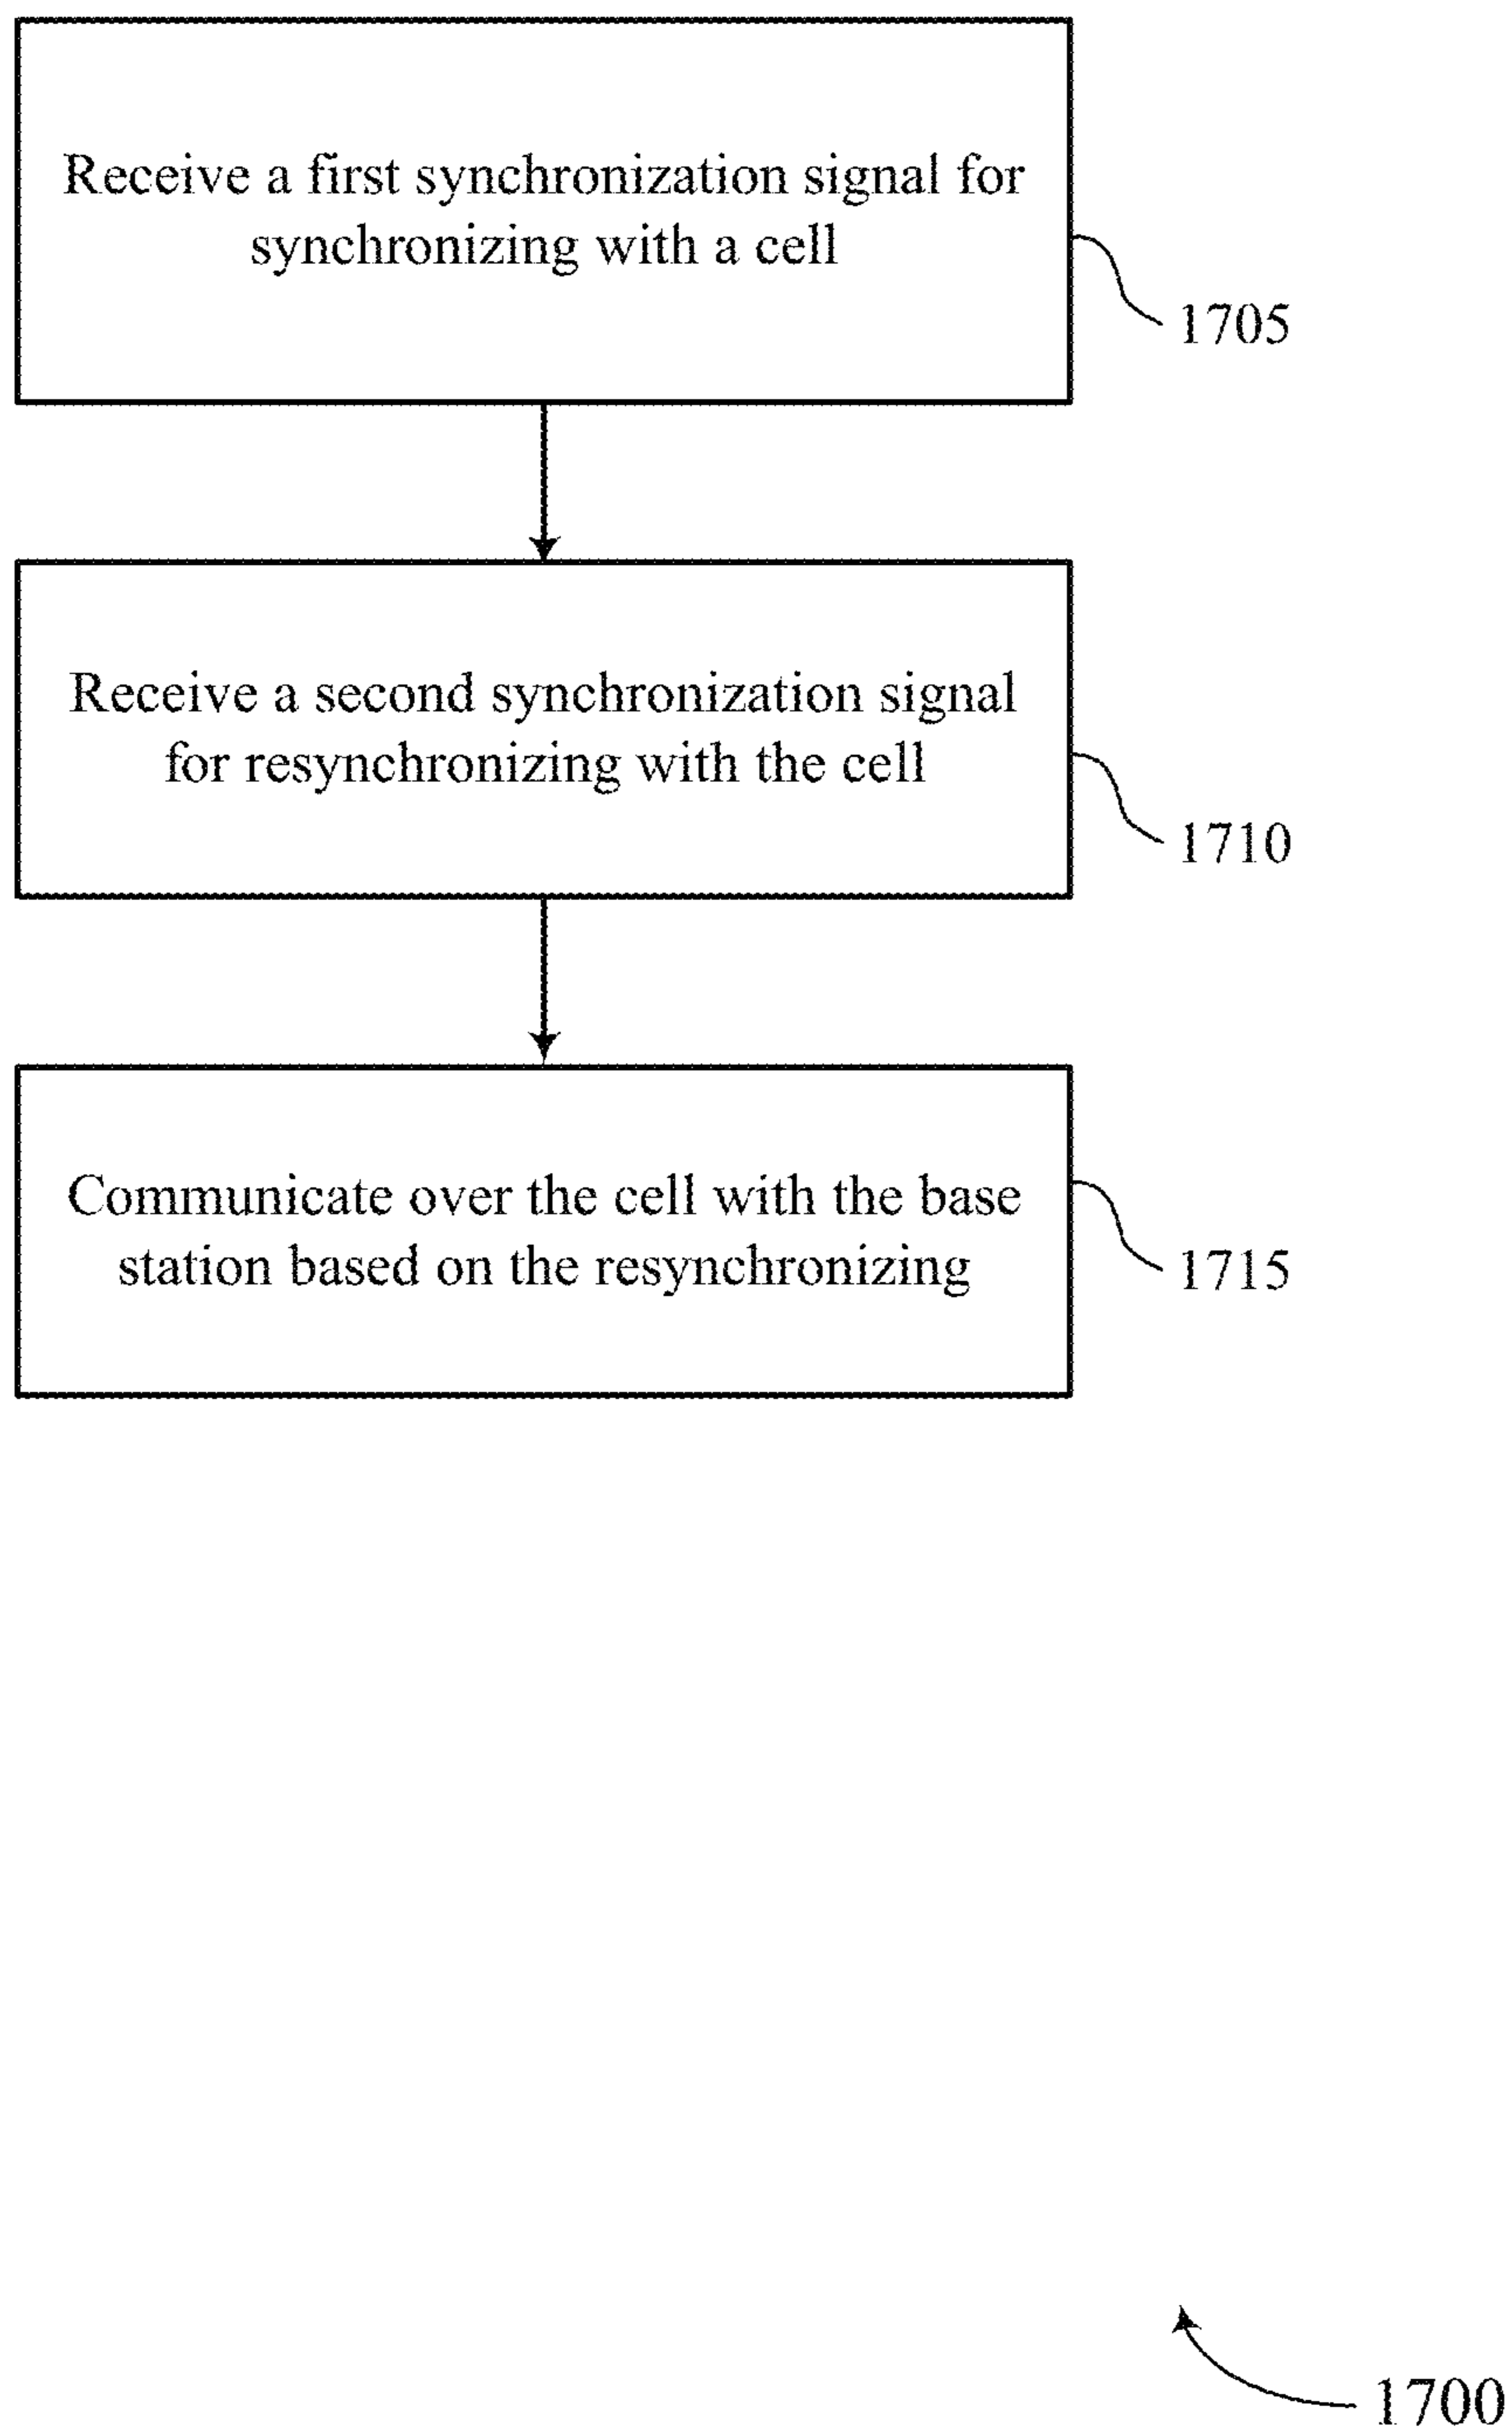 Receive a first synchronization signal for
synchronizing with a cell
1705
Receive a second synchronization signal
for resynchronizing with the cell
1710
Communicate over the cell with the base
station based on the resynchronizing
1715
1700